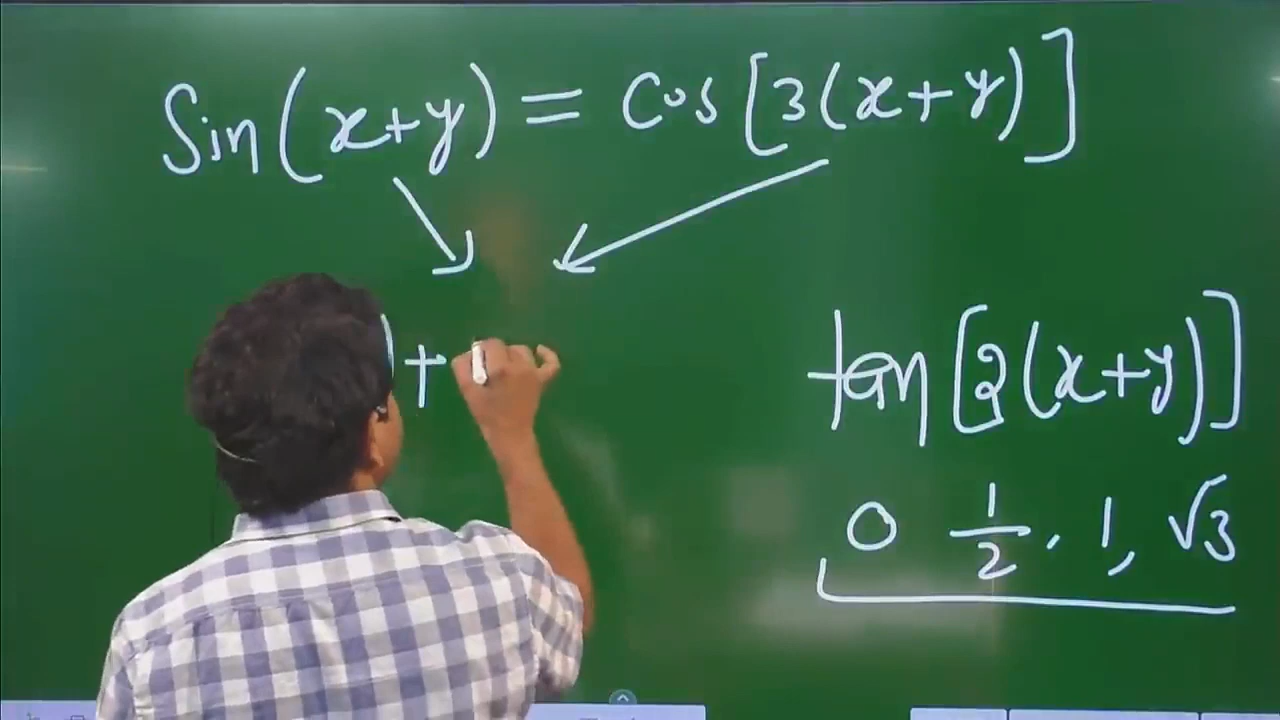 Sin(x+y) = Cos[3(x+y)]
) +
tan[2(x+y)]
0 1/2, 1, √3